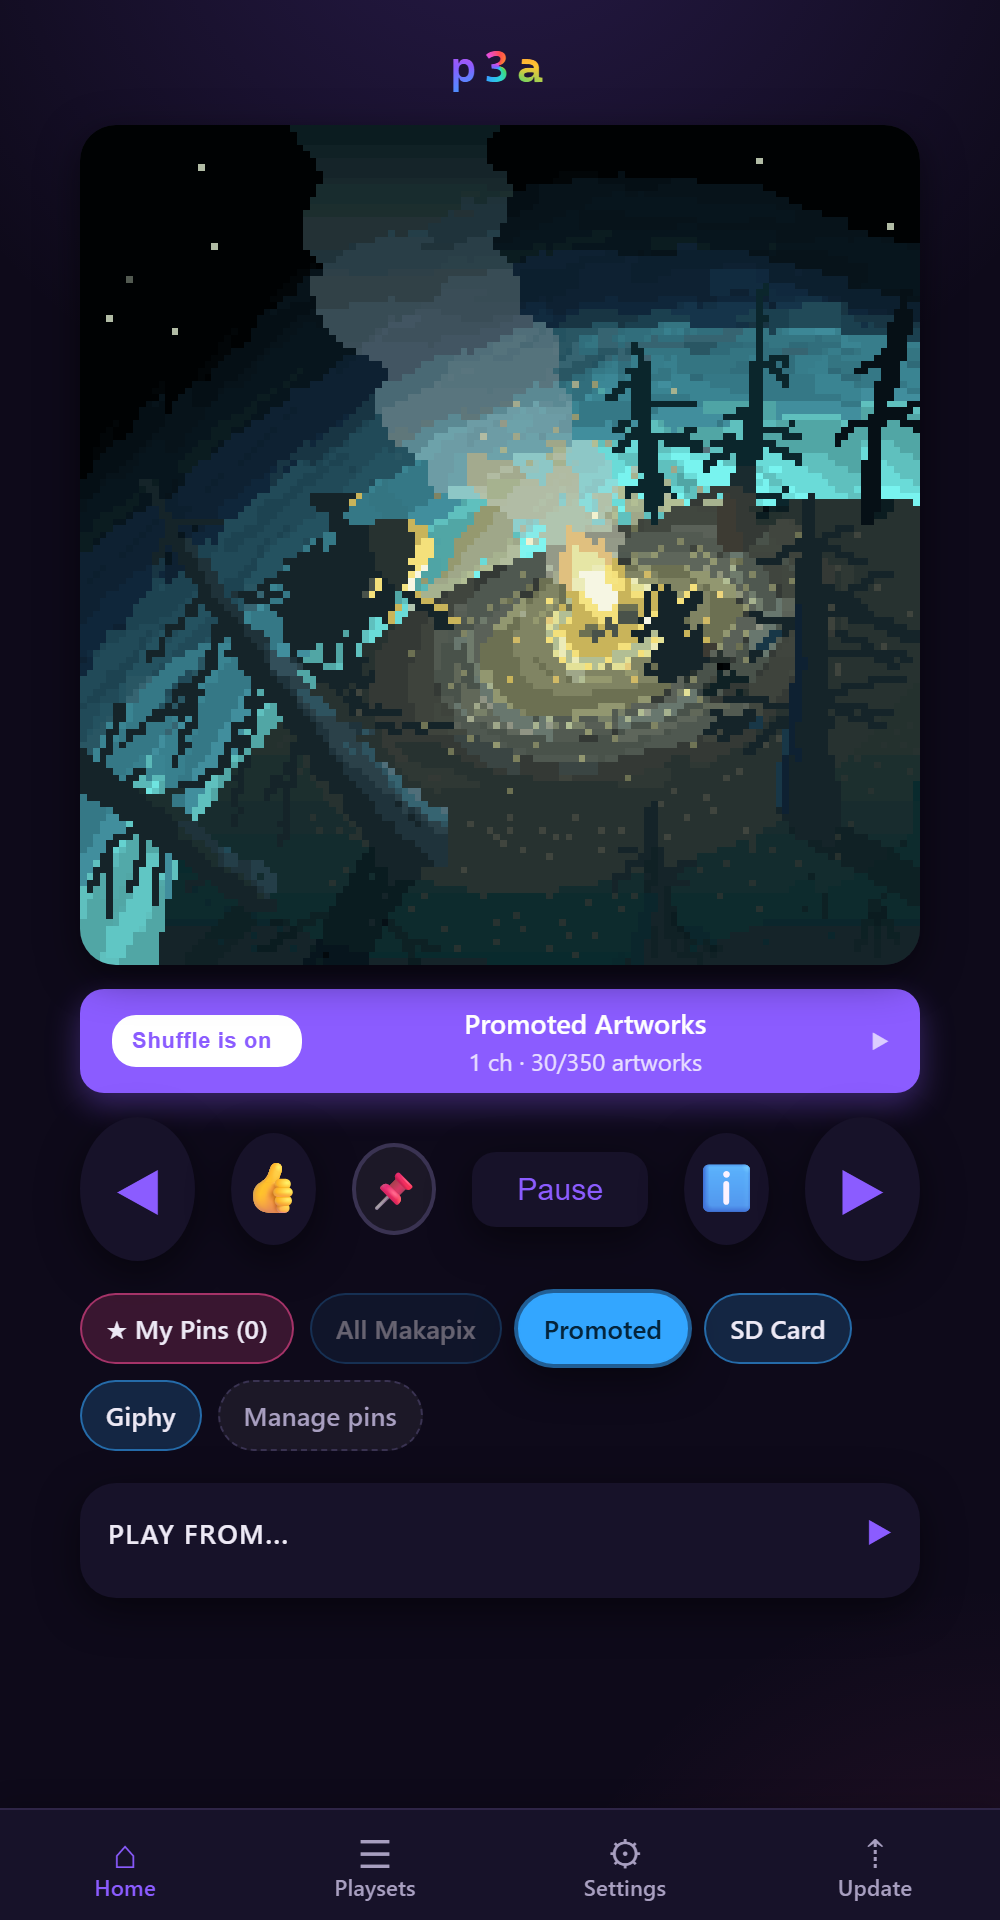 p3a
Shuffle is on
Promoted Artworks
1 ch · 30/350 artworks
Pause
★ My Pins (0)
All Makapix
Promoted
SD Card
Giphy
Manage pins
PLAY FROM...
Home
Playsets
Settings
Update